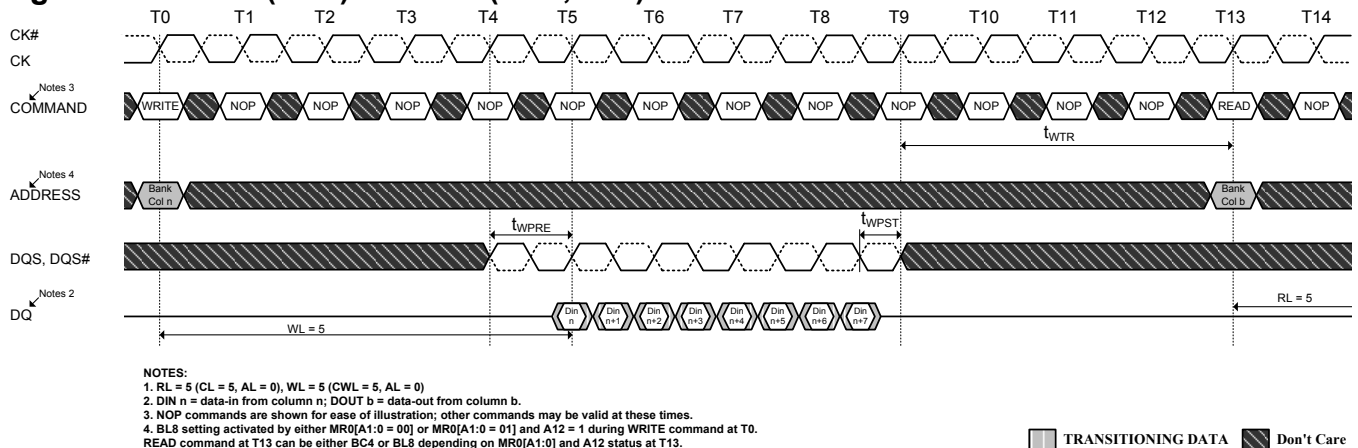 T0 T1 T2 T3 T4 T5 T6 T7 T8 T9 T10 T11 T12 T13 T14
CK#
CK
Notes 3
COMMAND
WRITE NOP NOP NOP NOP NOP NOP NOP NOP NOP NOP NOP NOP READ NOP
tWTR
Notes 4
ADDRESS
Bank Bank
Col n Col b
tWPRE tWPST
DQS, DQS#
Notes 2
DQ
Din Din Din Din Din Din Din Din
n n+1 n+2 n+3 n+4 n+5 n+6 n+7
RL = 5
WL = 5
NOTES:
1. RL = 5 (CL = 5, AL = 0), WL = 5 (CWL = 5, AL = 0)
2. DIN n = data-in from column n; DOUT b = data-out from column b.
3. NOP commands are shown for ease of illustration; other commands may be valid at these times.
4. BL8 setting activated by either MR0[A1:0 = 00] or MR0[A1:0 = 01] and A12 = 1 during WRITE command at T0.
READ command at T13 can be either BC4 or BL8 depending on MR0[A1:0] and A12 status at T13.
TRANSITIONING DATA Don't Care